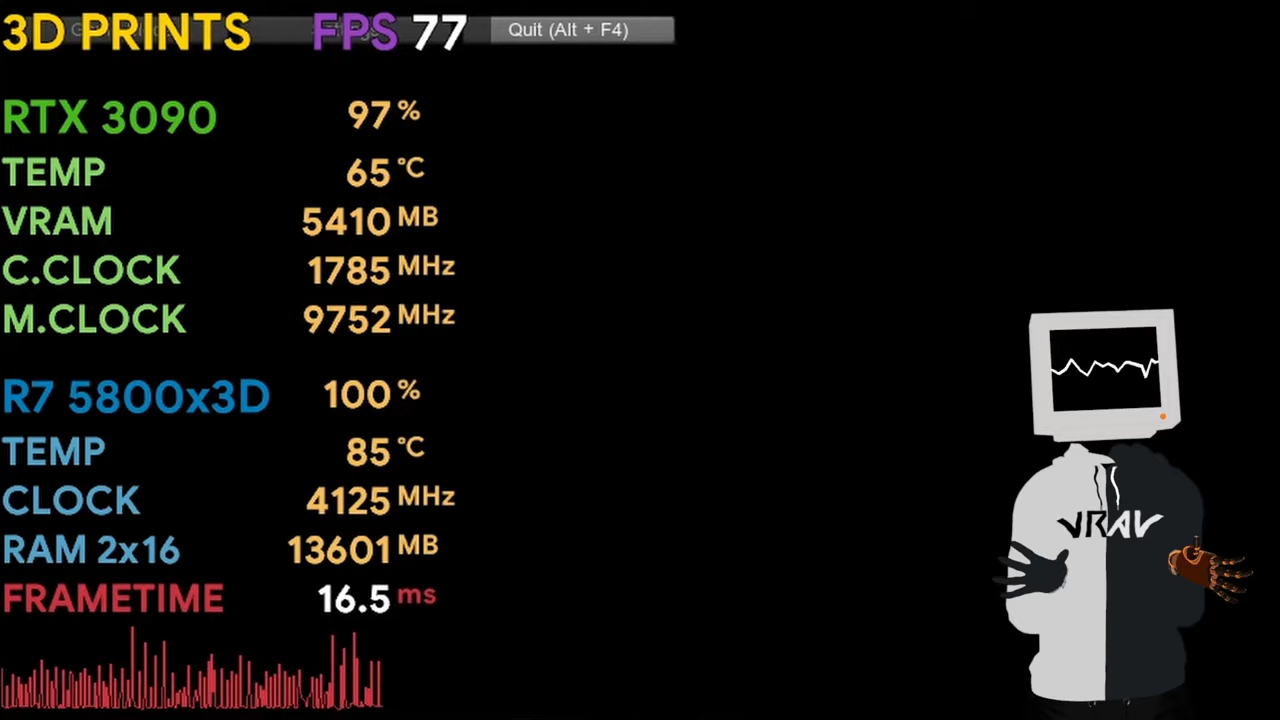 3D PRINTS FPS 77 Quit (Alt + F4)
RTX 3090 97 %
TEMP 65 °C
VRAM 5410 MB
C.CLOCK 1785 MHz
M.CLOCK 9752 MHz
R7 5800x3D 100 %
TEMP 85 °C
CLOCK 4125 MHz
RAM 2x16 13601 MB
FRAMETIME 16.5 ms
VRAV